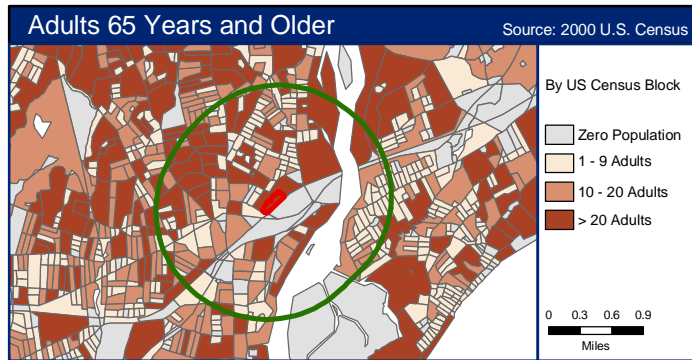 Adults 65 Years and Older
Source: 2000 U.S. Census
By US Census Block
Zero Population
1 - 9 Adults
10 - 20 Adults
> 20 Adults
0 0.3 0.6 0.9
Miles